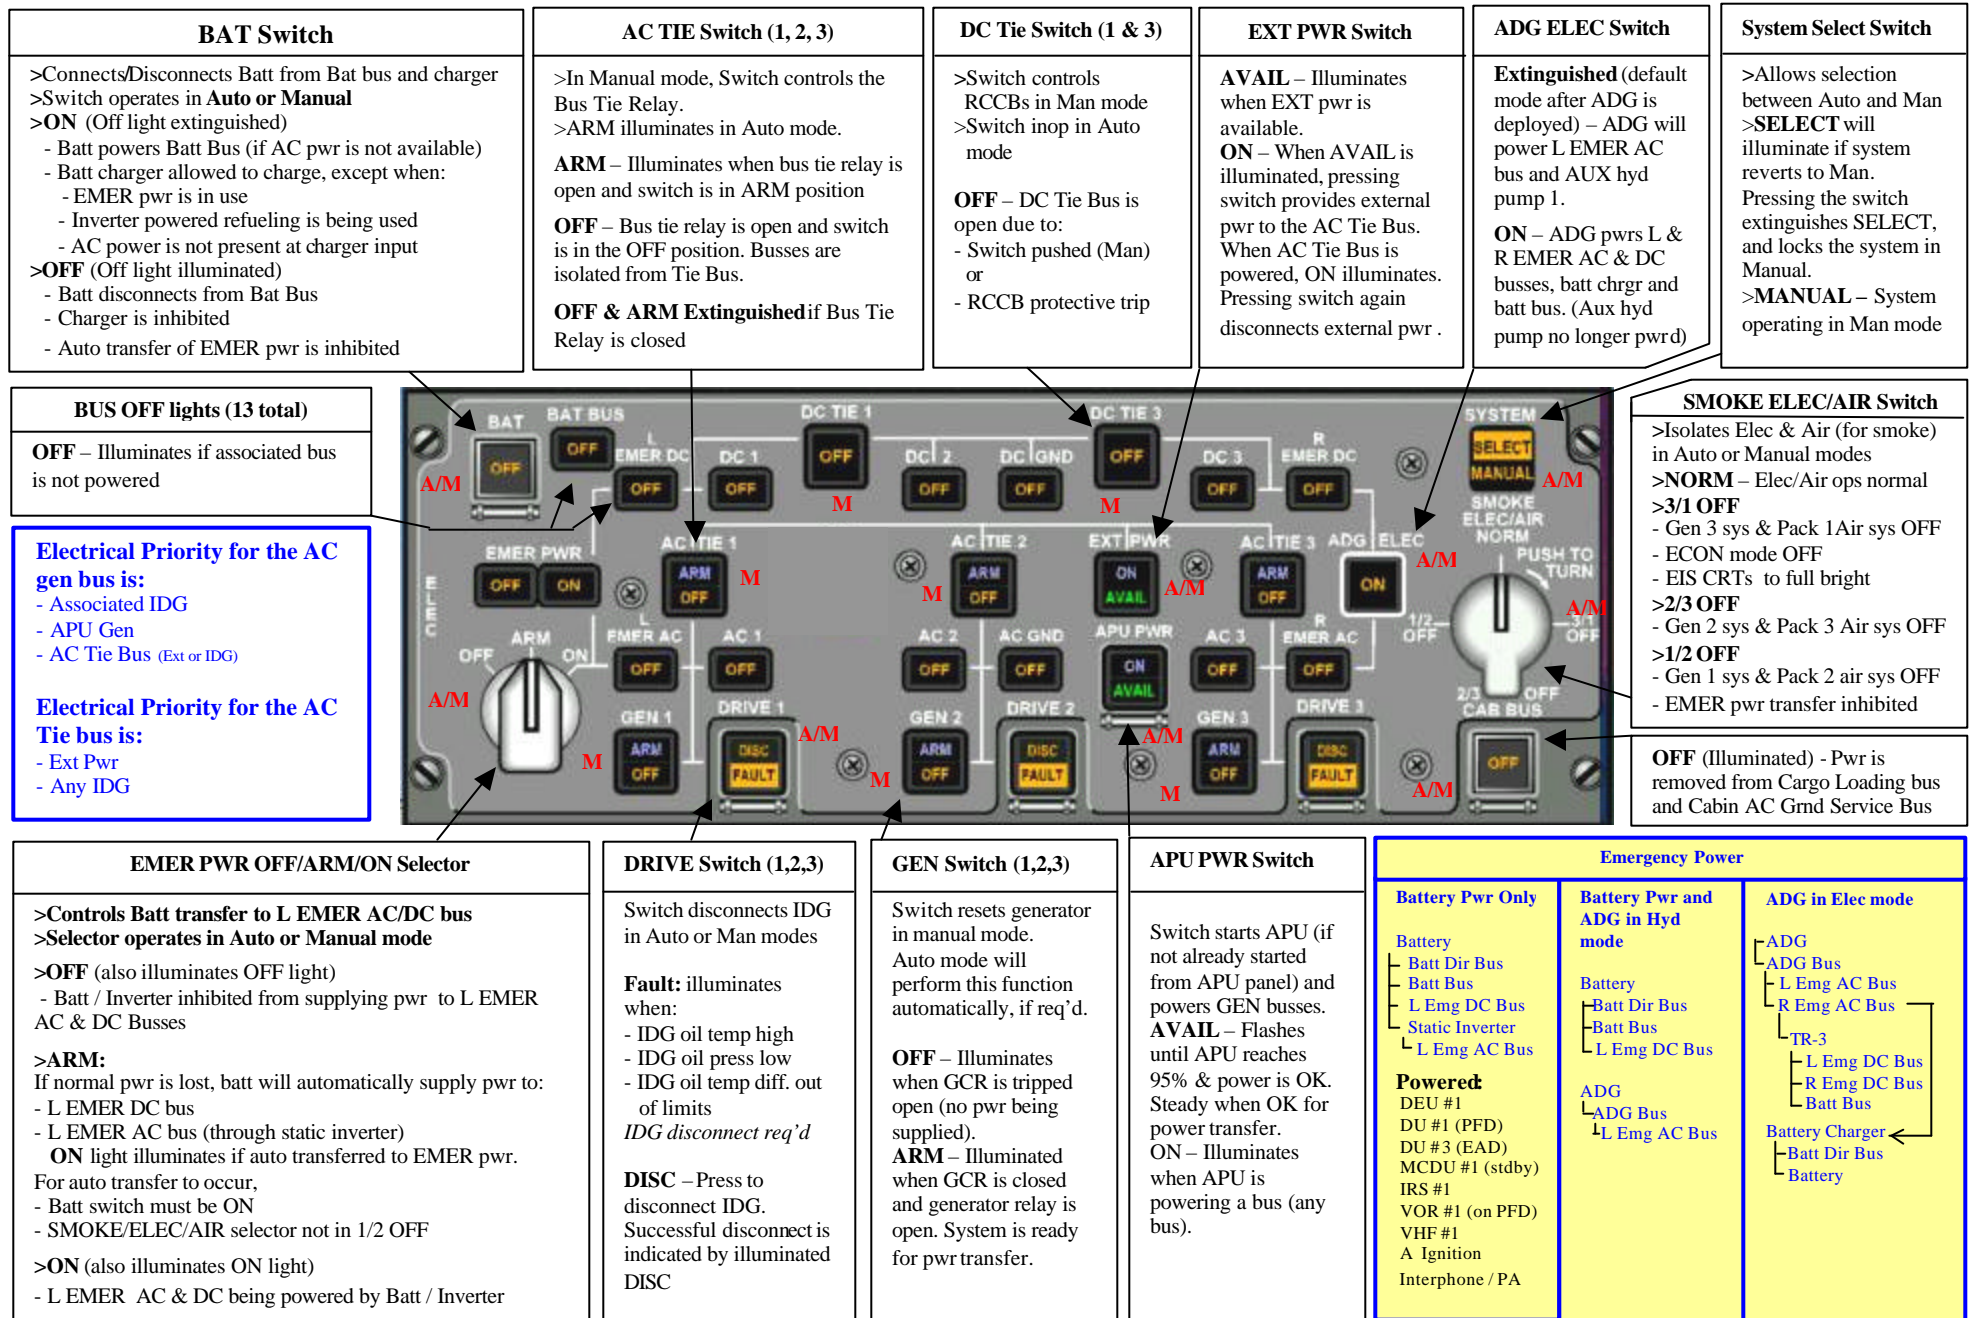 BAT Switch
>Connects/Disconnects Batt from Bat bus and charger
>Switch operates in Auto or Manual
>ON (Off light extinguished)
- Batt powers Batt Bus (if AC pwr is not available)
- Batt charger allowed to charge, except when:
- EMER pwr is in use
- Inverter powered refueling is being used
- AC power is not present at charger input
>OFF (Off light illuminated)
- Batt disconnects from Bat Bus
- Charger is inhibited
- Auto transfer of EMER pwr is inhibited
AC TIE Switch (1, 2, 3)
>In Manual mode, Switch controls the
Bus Tie Relay.
>ARM illuminates in Auto mode.
ARM – Illuminates when bus tie relay is
open and switch is in ARM position
OFF – Bus tie relay is open and switch
is in the OFF position. Busses are
isolated from Tie Bus.
OFF & ARM Extinguished if Bus Tie
Relay is closed
DC Tie Switch (1 & 3)
>Switch controls
RCCBs in Man mode
>Switch inop in Auto
mode
OFF – DC Tie Bus is
open due to:
- Switch pushed (Man)
or
- RCCB protective trip
EXT PWR Switch
AVAIL – Illuminates
when EXT pwr is
available.
ON – When AVAIL is
illuminated, pressing
switch provides external
pwr to the AC Tie Bus.
When AC Tie Bus is
powered, ON illuminates.
Pressing switch again
disconnects external pwr .
ADG ELEC Switch
Extinguished (default
mode after ADG is
deployed) – ADG will
power L EMER AC
bus and AUX hyd
pump 1.
ON – ADG pwrs L &
R EMER AC & DC
busses, batt chrgr and
batt bus. (Aux hyd
pump no longer pwrd)
System Select Switch
>Allows selection
between Auto and Man
>SELECT will
illuminate if system
reverts to Man.
Pressing the switch
extinguishes SELECT,
and locks the system in
Manual.
>MANUAL – System
operating in Man mode
BUS OFF lights (13 total)
OFF – Illuminates if associated bus
is not powered
Electrical Priority for the AC
gen bus is:
- Associated IDG
- APU Gen
- AC Tie Bus (Ext or IDG)
Electrical Priority for the AC
Tie bus is:
- Ext Pwr
- Any IDG
BAT
OFF
A/M
BAT BUS
OFF
L
EMER DC
OFF
DC 1
OFF
DC TIE 1
OFF
M
DC 2
OFF
DC GND
OFF
DC TIE 3
OFF
M
DC 3
OFF
R
EMER DC
OFF
SYSTEM
SELECT
MANUAL
A/M
ELEC
EMER PWR
OFF
ON
AC TIE 1
ARM
OFF
M
AC TIE 2
ARM
OFF
M
EXT PWR
ON
AVAIL
A/M
AC TIE 3
ARM
OFF
ADG ELEC
ON
A/M
SMOKE
ELEC/AIR
NORM
PUSH TO
TURN
A/M
1/2
OFF
3/1
OFF
2/3
OFF
OFF
ARM
ON
A/M
L
EMER AC
OFF
AC 1
OFF
AC 2
OFF
AC GND
OFF
APU PWR
ON
AVAIL
A/M
AC 3
OFF
R
EMER AC
OFF
GEN 1
ARM
OFF
M
DRIVE 1
DISC
FAULT
A/M
GEN 2
ARM
OFF
M
DRIVE 2
DISC
FAULT
GEN 3
ARM
OFF
M
DRIVE 3
DISC
FAULT
A/M
CAB BUS
OFF
SMOKE ELEC/AIR Switch
>Isolates Elec & Air (for smoke)
in Auto or Manual modes
>NORM – Elec/Air ops normal
>3/1 OFF
- Gen 3 sys & Pack 1Air sys OFF
- ECON mode OFF
- EIS CRTs to full bright
>2/3 OFF
- Gen 2 sys & Pack 3 Air sys OFF
>1/2 OFF
- Gen 1 sys & Pack 2 air sys OFF
- EMER pwr transfer inhibited
OFF (Illuminated) - Pwr is
removed from Cargo Loading bus
and Cabin AC Grnd Service Bus
EMER PWR OFF/ARM/ON Selector
>Controls Batt transfer to L EMER AC/DC bus
>Selector operates in Auto or Manual mode
>OFF (also illuminates OFF light)
- Batt / Inverter inhibited from supplying pwr to L EMER
AC & DC Busses
>ARM:
If normal pwr is lost, batt will automatically supply pwr to:
- L EMER DC bus
- L EMER AC bus (through static inverter)
ON light illuminates if auto transferred to EMER pwr.
For auto transfer to occur,
- Batt switch must be ON
- SMOKE/ELEC/AIR selector not in 1/2 OFF
>ON (also illuminates ON light)
- L EMER AC & DC being powered by Batt / Inverter
DRIVE Switch (1,2,3)
Switch disconnects IDG
in Auto or Man modes
Fault: illuminates
when:
- IDG oil temp high
- IDG oil press low
- IDG oil temp diff. out
of limits
IDG disconnect req'd
DISC – Press to
disconnect IDG.
Successful disconnect is
indicated by illuminated
DISC
GEN Switch (1,2,3)
Switch resets generator
in manual mode.
Auto mode will
perform this function
automatically, if req'd.
OFF – Illuminates
when GCR is tripped
open (no pwr being
supplied).
ARM – Illuminated
when GCR is closed
and generator relay is
open. System is ready
for pwr transfer.
APU PWR Switch
Switch starts APU (if
not already started
from APU panel) and
powers GEN busses.
AVAIL – Flashes
until APU reaches
95% & power is OK.
Steady when OK for
power transfer.
ON – Illuminates
when APU is
powering a bus (any
bus).
Emergency Power
Battery Pwr Only
Battery
Batt Dir Bus
Batt Bus
L Emg DC Bus
Static Inverter
L Emg AC Bus
Powered:
DEU #1
DU #1 (PFD)
DU #3 (EAD)
MCDU #1 (stdby)
IRS #1
VOR #1 (on PFD)
VHF #1
A Ignition
Interphone / PA
Battery Pwr and
ADG in Hyd
mode
Battery
Batt Dir Bus
Batt Bus
L Emg DC Bus
ADG
ADG Bus
L Emg AC Bus
ADG in Elec mode
ADG
ADG Bus
L Emg AC Bus
R Emg AC Bus
TR-3
L Emg DC Bus
R Emg DC Bus
Batt Bus
Battery Charger
Batt Dir Bus
Battery